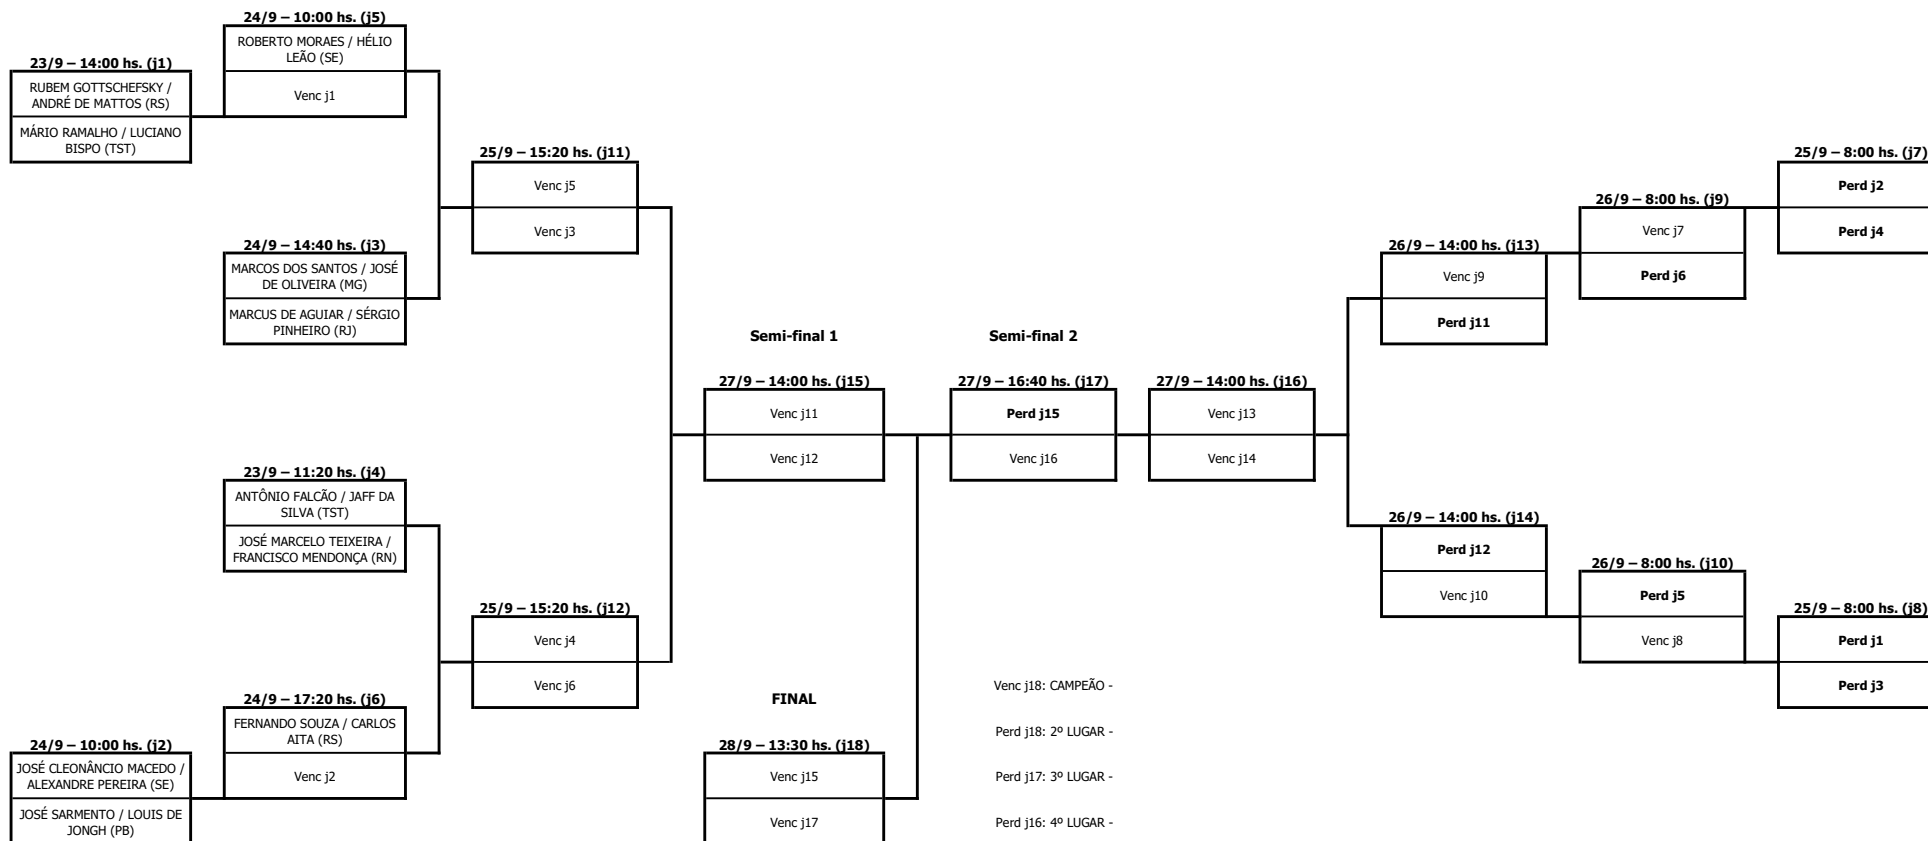 24/9 – 10:00 hs. (j5)
ROBERTO MORAES / HÉLIO
LEÃO (SE)
Venc j1
23/9 – 14:00 hs. (j1)
RUBEM GOTTSCHEFSKY /
ANDRÉ DE MATTOS (RS)
MÁRIO RAMALHO / LUCIANO
BISPO (TST)
25/9 – 15:20 hs. (j11)
Venc j5
Venc j3
24/9 – 14:40 hs. (j3)
MARCOS DOS SANTOS / JOSÉ
DE OLIVEIRA (MG)
MARCUS DE AGUIAR / SÉRGIO
PINHEIRO (RJ)
Semi-final 1
27/9 – 14:00 hs. (j15)
Venc j11
Venc j12
23/9 – 11:20 hs. (j4)
ANTÔNIO FALCÃO / JAFF DA
SILVA (TST)
JOSÉ MARCELO TEIXEIRA /
FRANCISCO MENDONÇA (RN)
25/9 – 15:20 hs. (j12)
Venc j4
Venc j6
24/9 – 17:20 hs. (j6)
FERNANDO SOUZA / CARLOS
AITA (RS)
Venc j2
24/9 – 10:00 hs. (j2)
JOSÉ CLEONÂNCIO MACEDO /
ALEXANDRE PEREIRA (SE)
JOSÉ SARMENTO / LOUIS DE
JONGH (PB)
FINAL
28/9 – 13:30 hs. (j18)
Venc j15
Venc j17
Semi-final 2
27/9 – 16:40 hs. (j17)
Perd j15
Venc j16
27/9 – 14:00 hs. (j16)
Venc j13
Venc j14
26/9 – 14:00 hs. (j13)
Venc j9
Perd j11
26/9 – 8:00 hs. (j9)
Venc j7
Perd j6
25/9 – 8:00 hs. (j7)
Perd j2
Perd j4
26/9 – 14:00 hs. (j14)
Perd j12
Venc j10
26/9 – 8:00 hs. (j10)
Perd j5
Venc j8
25/9 – 8:00 hs. (j8)
Perd j1
Perd j3
Venc j18: CAMPEÃO -
Perd j18: 2º LUGAR -
Perd j17: 3º LUGAR -
Perd j16: 4º LUGAR -